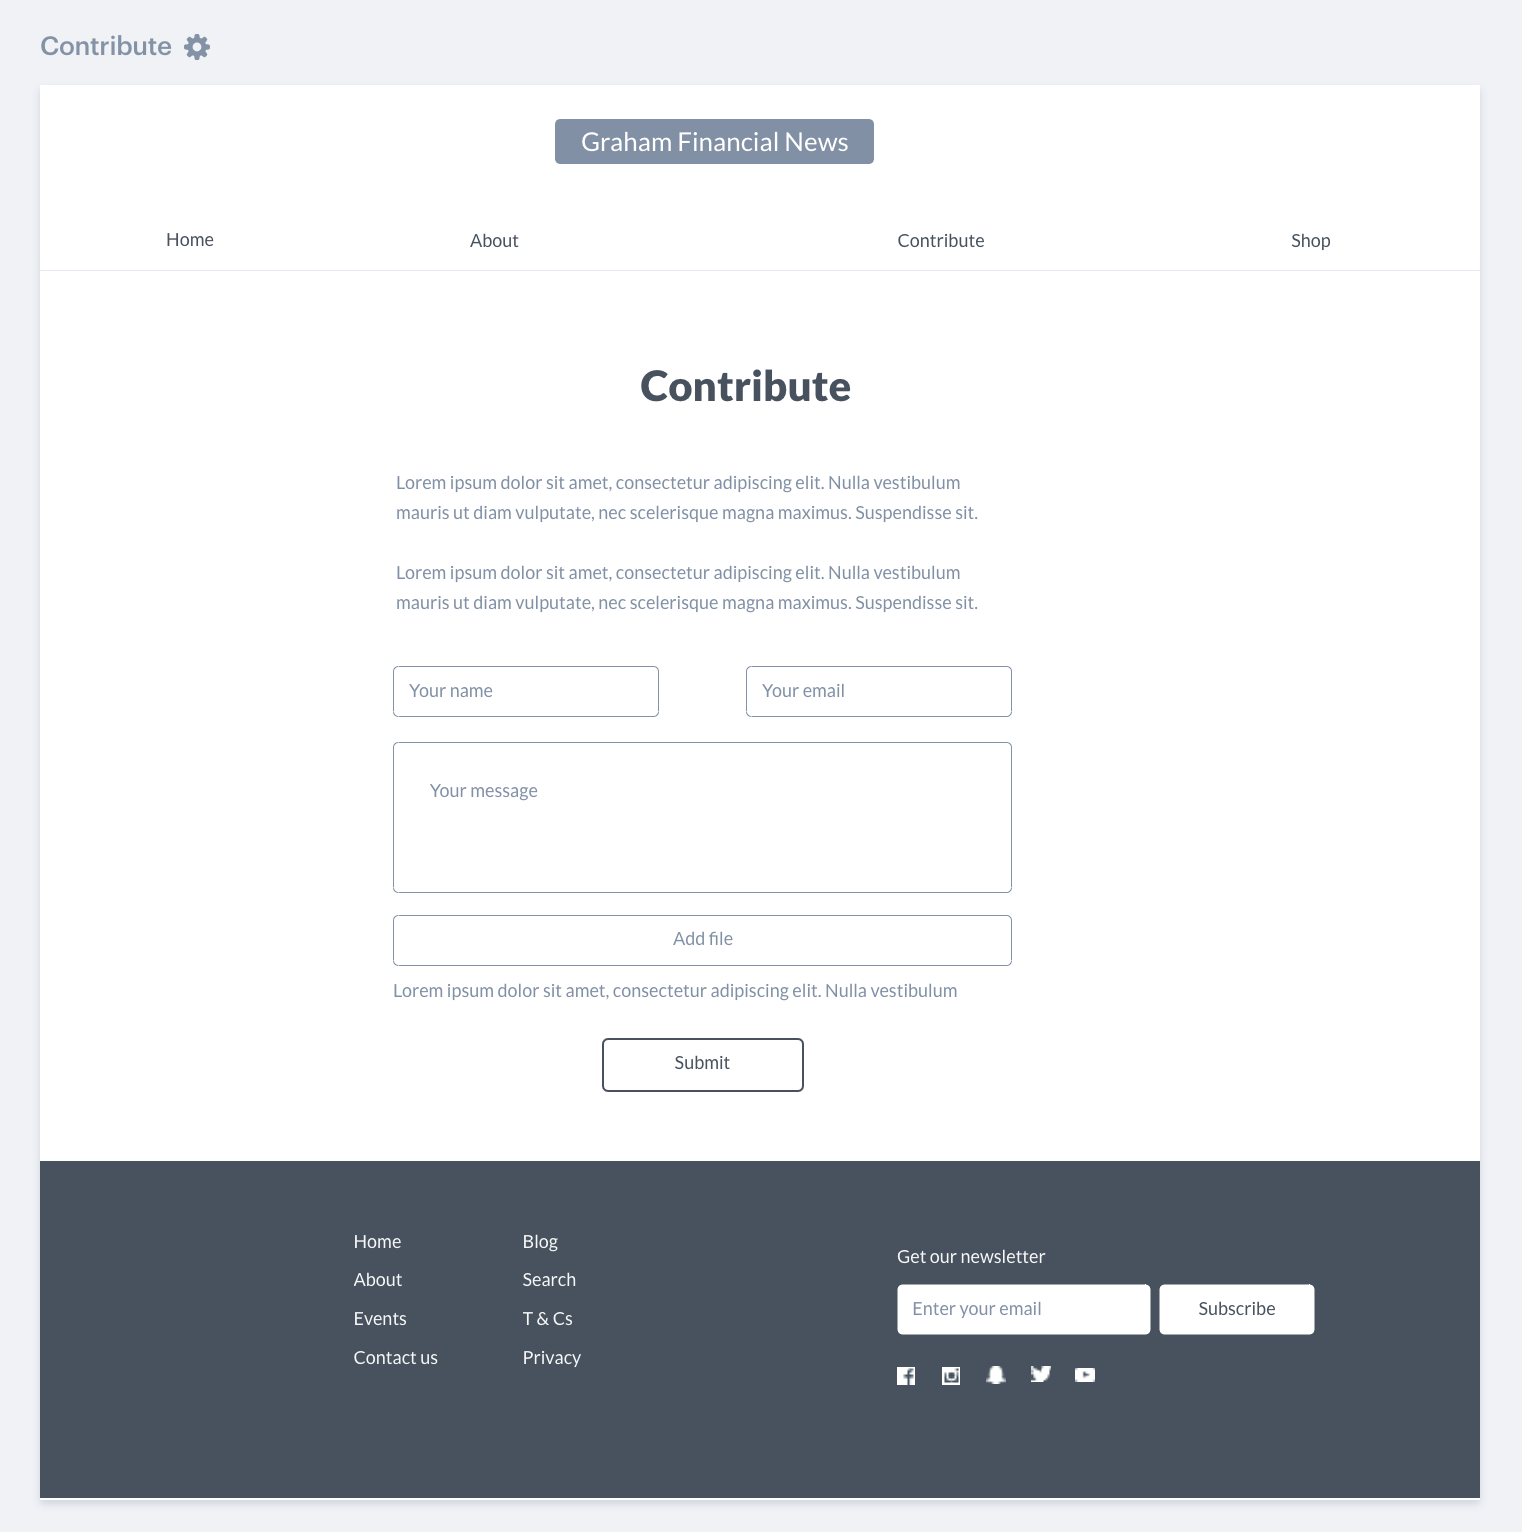 Contribute
Graham Financial News
Home
About
Contribute
Shop
Contribute
Lorem ipsum dolor sit amet, consectetur adipiscing elit. Nulla vestibulum
mauris ut diam vulputate, nec scelerisque magna maximus. Suspendisse sit.
Lorem ipsum dolor sit amet, consectetur adipiscing elit. Nulla vestibulum
mauris ut diam vulputate, nec scelerisque magna maximus. Suspendisse sit.
Your name
Your email
Your message
Add file
Lorem ipsum dolor sit amet, consectetur adipiscing elit. Nulla vestibulum
Submit
Home
About
Events
Contact us
Blog
Search
T & Cs
Privacy
Get our newsletter
Enter your email
Subscribe